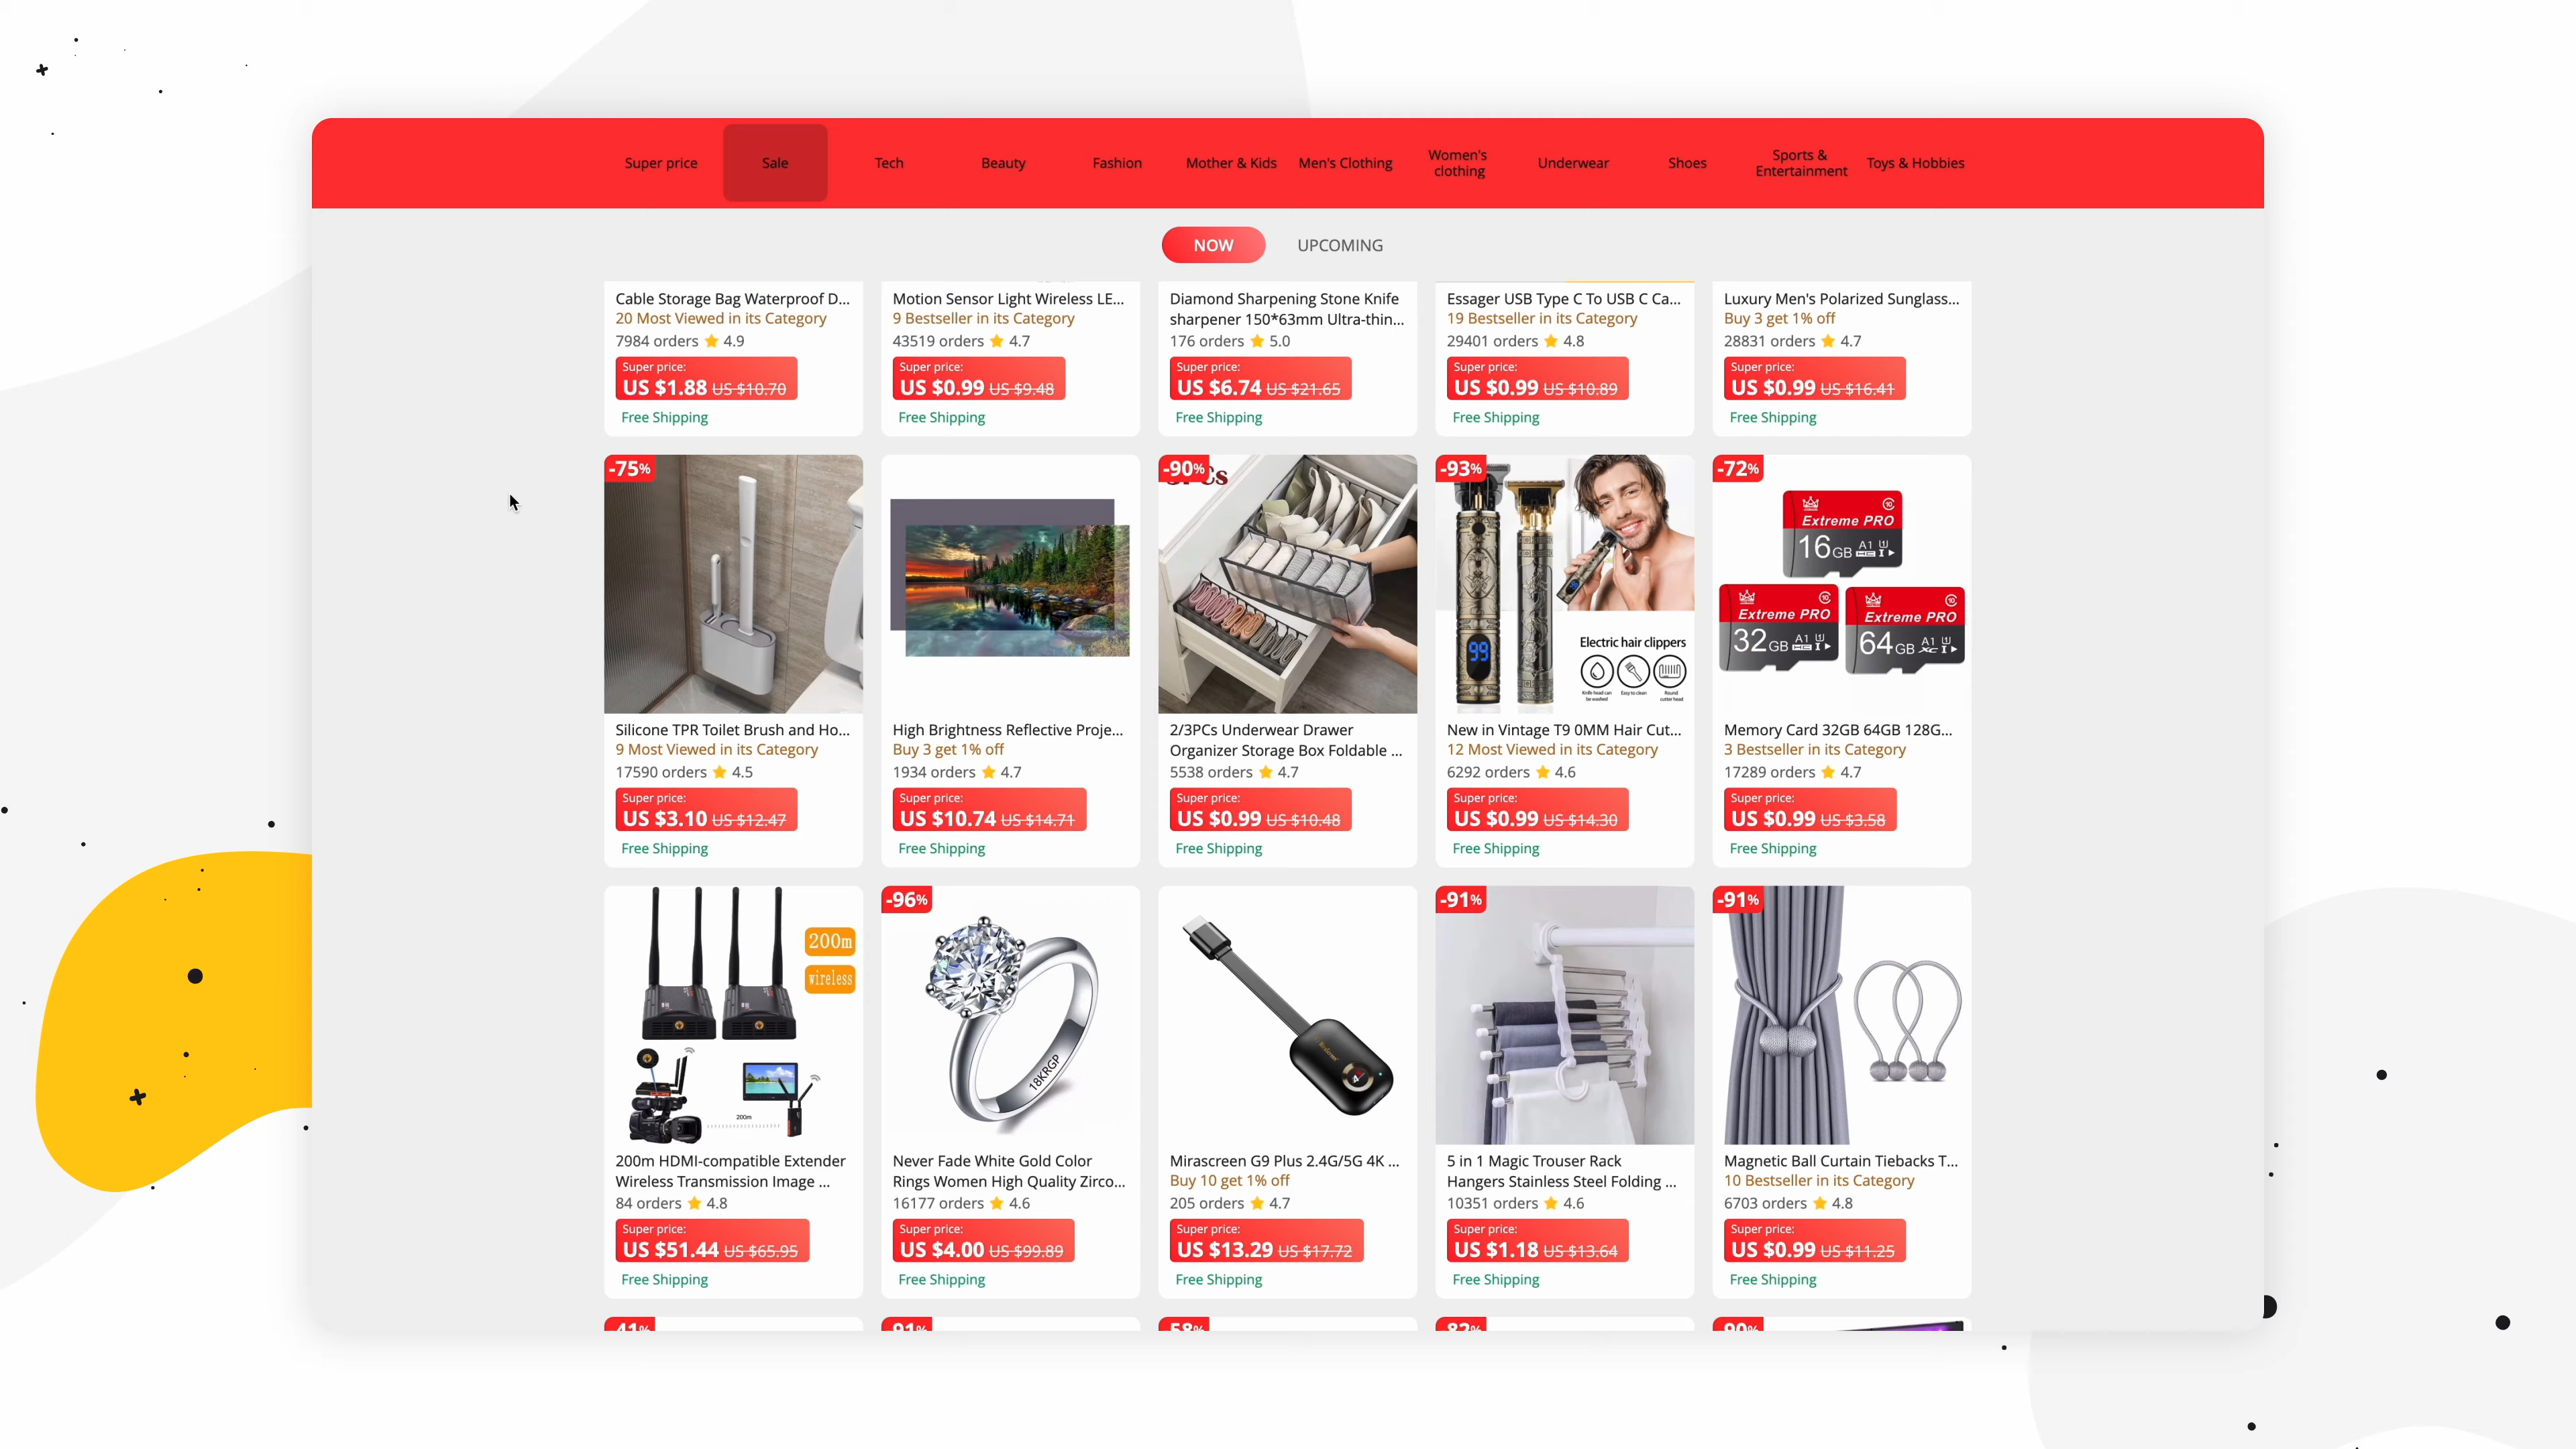 Super price
Sale
Tech
Beauty
Fashion
Mother & Kids
Men's Clothing
Women's
clothing
Underwear
Shoes
Sports &
Entertainment
Toys & Hobbies
NOW
UPCOMING
Cable Storage Bag Waterproof D...
20 Most Viewed in its Category
7984 orders 4.9
Super price:
US $1.88 US $10.70
Free Shipping
Motion Sensor Light Wireless LE...
9 Bestseller in its Category
43519 orders 4.7
Super price:
US $0.99 US $9.48
Free Shipping
Diamond Sharpening Stone Knife
sharpener 150*63mm Ultra-thin...
176 orders 5.0
Super price:
US $6.74 US $21.65
Free Shipping
Essager USB Type C To USB C Ca...
19 Bestseller in its Category
29401 orders 4.8
Super price:
US $0.99 US $10.89
Free Shipping
Luxury Men's Polarized Sunglass...
Buy 3 get 1% off
28831 orders 4.7
Super price:
US $0.99 US $16.41
Free Shipping
-75%
Silicone TPR Toilet Brush and Ho...
9 Most Viewed in its Category
17590 orders 4.5
Super price:
US $3.10 US $12.47
Free Shipping
High Brightness Reflective Proje...
Buy 3 get 1% off
1934 orders 4.7
Super price:
US $10.74 US $14.71
Free Shipping
-90%
2/3PCs Underwear Drawer
Organizer Storage Box Foldable ...
5538 orders 4.7
Super price:
US $0.99 US $10.48
Free Shipping
-93%
99
Electric hair clippers
Knife head can
be washed
Easy to clean
Round
cutter head
New in Vintage T9 0MM Hair Cut...
12 Most Viewed in its Category
6292 orders 4.6
Super price:
US $0.99 US $14.30
Free Shipping
-72%
Extreme PRO
16GB A1
Extreme PRO
32GB A1
Extreme PRO
64GB A1
Memory Card 32GB 64GB 128G...
3 Bestseller in its Category
17289 orders 4.7
Super price:
US $0.99 US $3.58
Free Shipping
200m
wireless
200m
200m HDMI-compatible Extender
Wireless Transmission Image ...
84 orders 4.8
Super price:
US $51.44 US $65.95
Free Shipping
-96%
18KRGP
Never Fade White Gold Color
Rings Women High Quality Zirco...
16177 orders 4.6
Super price:
US $4.00 US $99.89
Free Shipping
Mirascreen G9 Plus 2.4G/5G 4K ...
Buy 10 get 1% off
205 orders 4.7
Super price:
US $13.29 US $17.72
Free Shipping
-91%
5 in 1 Magic Trouser Rack
Hangers Stainless Steel Folding ...
10351 orders 4.6
Super price:
US $1.18 US $13.64
Free Shipping
-91%
Magnetic Ball Curtain Tiebacks T...
10 Bestseller in its Category
6703 orders 4.8
Super price:
US $0.99 US $11.25
Free Shipping
-41%
-91%
-58%
-82%
-90%